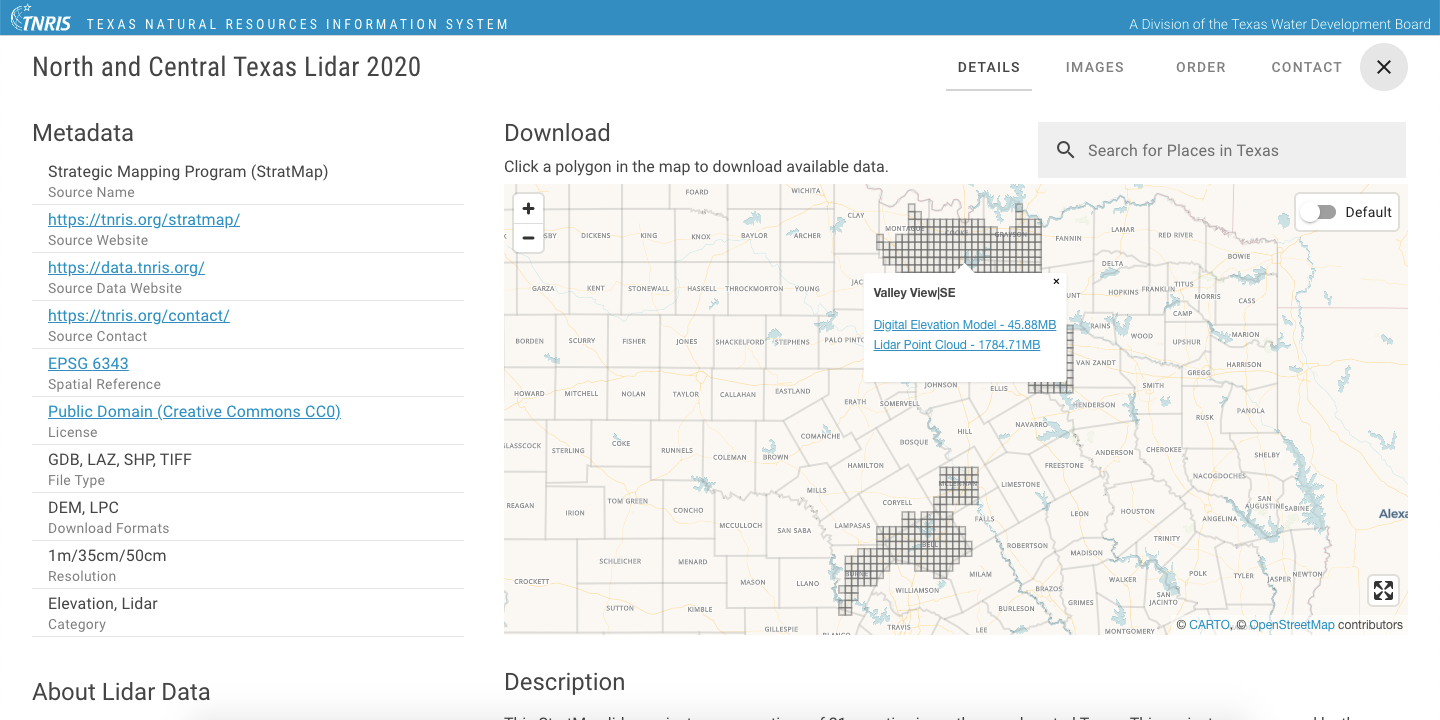 TNRIS TEXAS NATURAL RESOURCES INFORMATION SYSTEM
A Division of the Texas Water Development Board
North and Central Texas Lidar 2020
DETAILS IMAGES ORDER CONTACT
Metadata
Strategic Mapping Program (StratMap)
Source Name
https://tnris.org/stratmap/
Source Website
https://data.tnris.org/
Source Data Website
https://tnris.org/contact/
Source Contact
EPSG 6343
Spatial Reference
Public Domain (Creative Commons CC0)
License
GDB, LAZ, SHP, TIFF
File Type
DEM, LPC
Download Formats
1m/35cm/50cm
Resolution
Elevation, Lidar
Category
About Lidar Data
Download
Click a polygon in the map to download available data.
Search for Places in Texas
+
−
Default
FOARD WICHITA
CLAY MONTAGUE COOKE GRAYSON FANNIN LAMAR RED RIVER
DICKENS KING KNOX BAYLOR ARCHER
DELTA BOWIE
GARZA KENT STONEWALL HASKELL THROCKMORTON YOUNG
HOPKINS FRANKLIN TITUS MORRIS CASS
CAMP
BORDEN SCURRY FISHER JONES SHACKELFORD STEPHENS PALO PINTO
RAINS WOOD UPSHUR MARION
VAN ZANDT GREGG HARRISON
HOWARD MITCHELL NOLAN TAYLOR CALLAHAN EASTLAND ERATH SOMERVELL JOHNSON ELLIS
HENDERSON SMITH RUSK PANOLA
GLASSCOCK STERLING COKE RUNNELS COLEMAN BROWN COMANCHE BOSQUE HILL NAVARRO
ANDERSON CHEROKEE SHELBY
HAMILTON FREESTONE NACOGDOCHES
REAGAN TOM GREEN MILLS CORYELL MCLENNAN LIMESTONE
IRION CONCHO MCCULLOCH SAN SABA LAMPASAS FALLS LEON HOUSTON ANGELINA SAN AUGUSTINE SABINE
BELL ROBERTSON TRINITY
SCHLEICHER MENARD MADISON
CROCKETT MASON LLANO BURNET WILLIAMSON MILAM WALKER POLK TYLER JASPER NEWTON
SUTTON KIMBLE BRAZOS GRIMES SAN JACINTO
BURLESON
GILLESPIE BLANCO TRAVIS LEE MONTGOMERY
Alexa
Valley View|SE
Digital Elevation Model - 45.88MB
Lidar Point Cloud - 1784.71MB
© CARTO, © OpenStreetMap contributors
Description